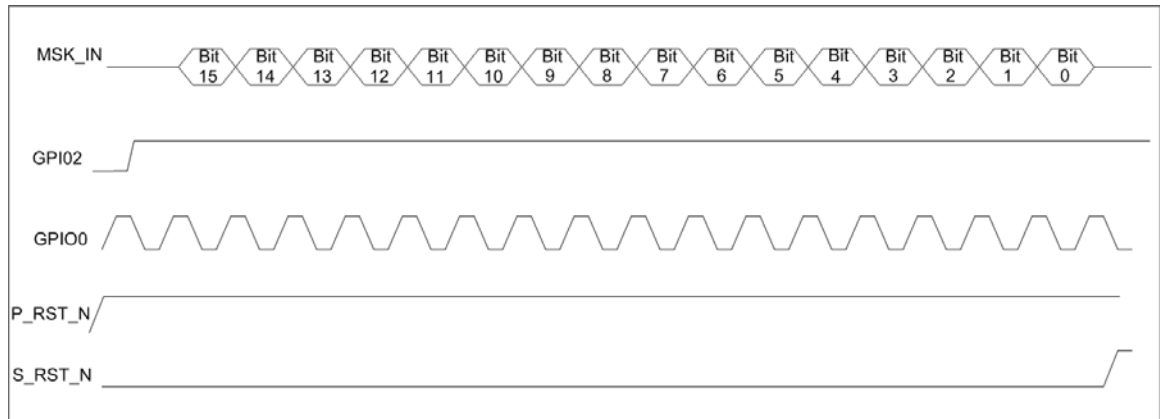 MSK_IN
Bit Bit Bit Bit Bit Bit Bit Bit Bit Bit Bit Bit Bit Bit Bit Bit
15 14 13 12 11 10 9 8 7 6 5 4 3 2 1 0
GPI02
GPIO0
P_RST_N
S_RST_N